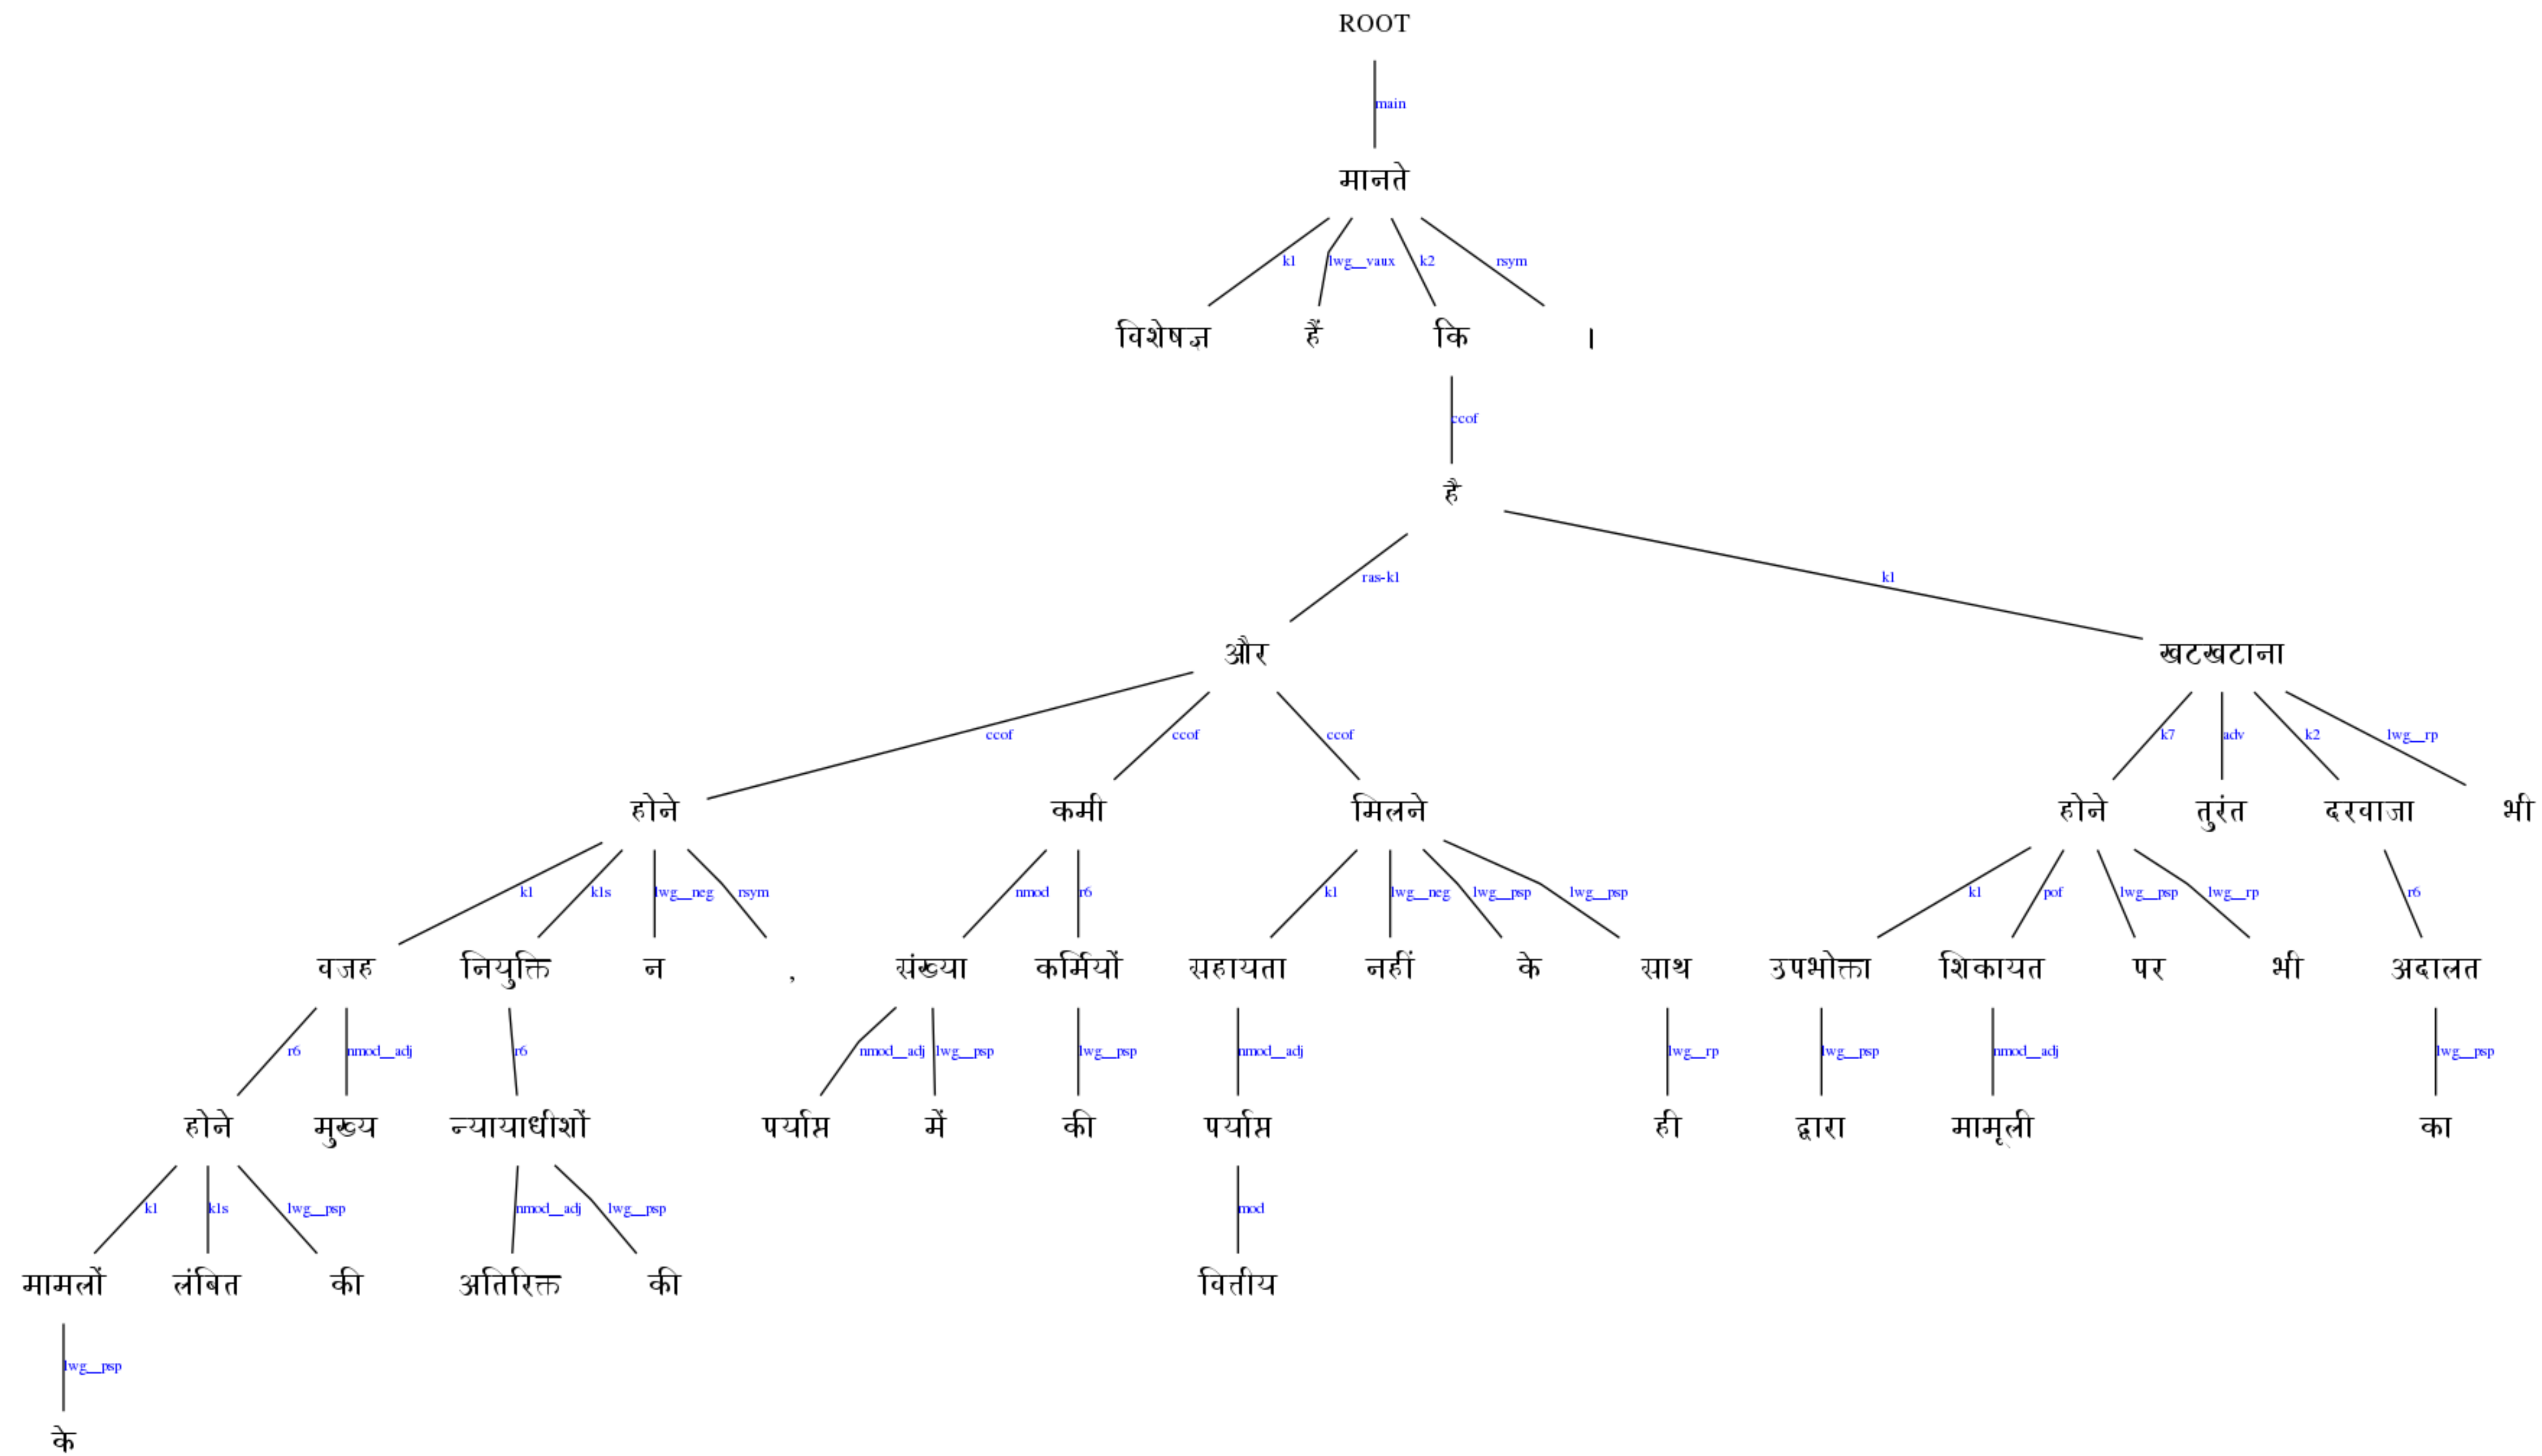 ROOT
main
मानते
k1 lwg__vaux k2 rsym
विशेषज्ञ हैं कि ।
ccof
है
ras-k1 k1
और खटखटाना
ccof ccof ccof k7 adv k2 lwg__rp
होने कमी मिलने होने तुरंत दरवाजा भी
k1 k1s lwg__neg rsym nmod r6 k1 lwg__neg lwg__psp lwg__psp k1 pof lwg__psp lwg__rp r6
वजह नियुक्ति न , संख्या कर्मियों सहायता नहीं के साथ उपभोक्ता शिकायत पर भी अदालत
r6 nmod__adj r6 nmod__adj lwg__psp lwg__psp nmod__adj lwg__rp lwg__psp nmod__adj lwg__psp
होने मुख्य न्यायाधीशों पर्याप्त में की पर्याप्त ही द्वारा मामूली का
k1 k1s lwg__psp nmod__adj lwg__psp mod
मामलों लंबित की अतिरिक्त की वित्तीय
lwg__psp
के